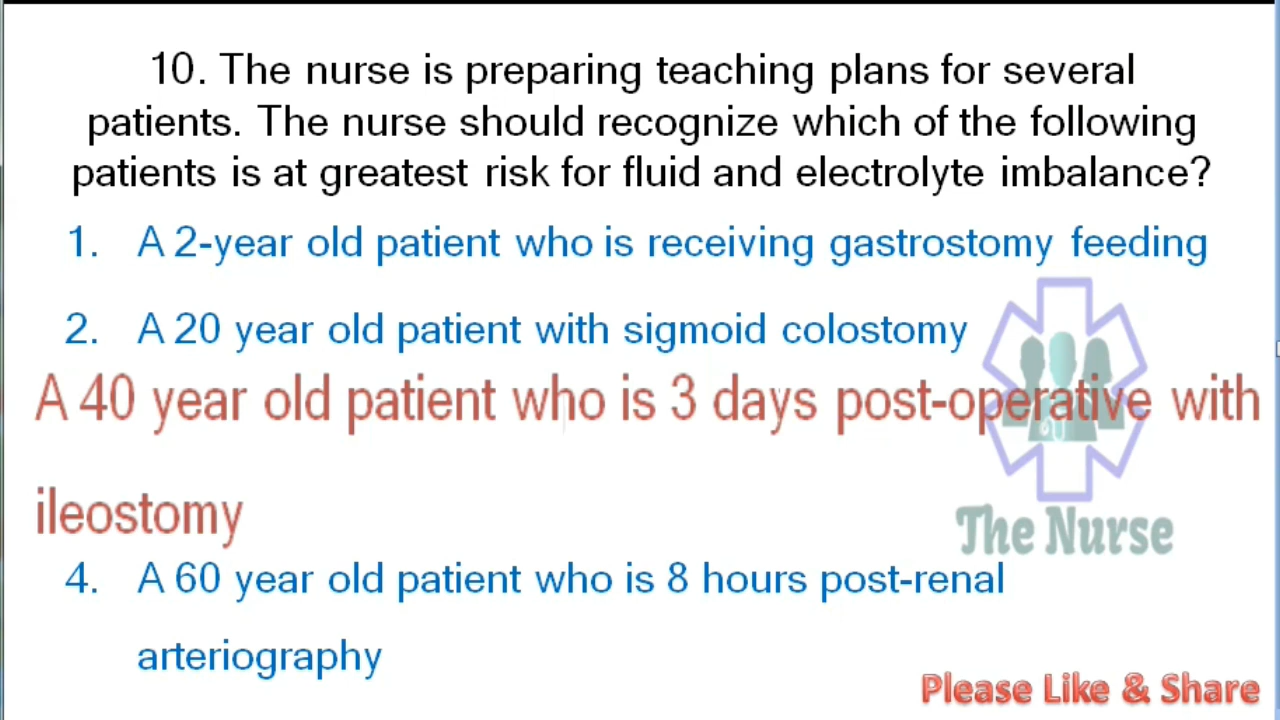 10. The nurse is preparing teaching plans for several
patients. The nurse should recognize which of the following
patients is at greatest risk for fluid and electrolyte imbalance?
1. A 2-year old patient who is receiving gastrostomy feeding
2. A 20 year old patient with sigmoid colostomy
A 40 year old patient who is 3 days post-operative with
ileostomy
The Nurse
4. A 60 year old patient who is 8 hours post-renal
arteriography
Please Like & Share